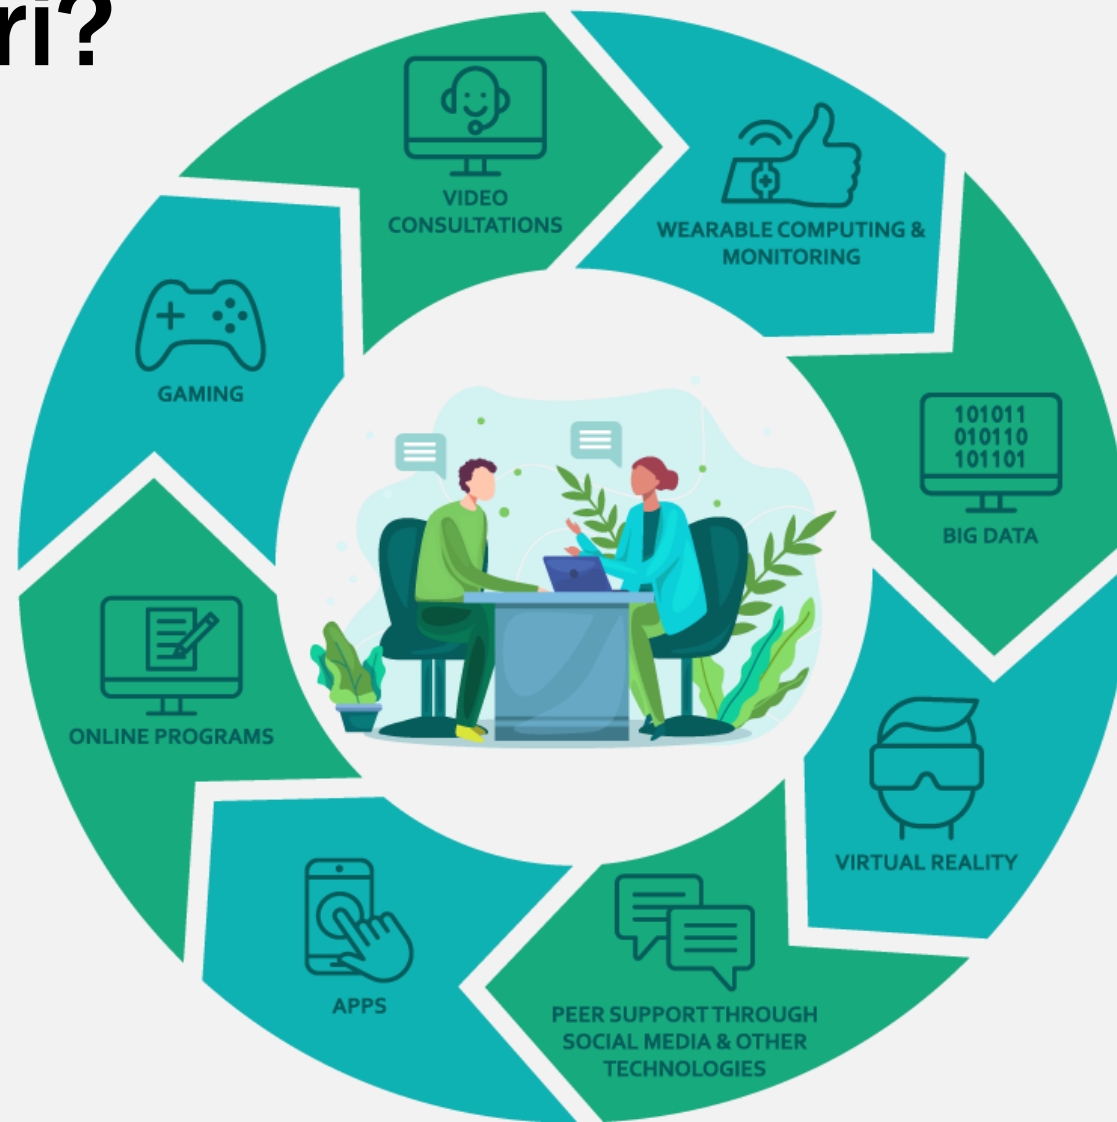 ri?
VIDEO
CONSULTATIONS
WEARABLE COMPUTING &
MONITORING
101011
010110
101101
BIG DATA
VIRTUAL REALITY
PEER SUPPORT THROUGH
SOCIAL MEDIA & OTHER
TECHNOLOGIES
APPS
ONLINE PROGRAMS
GAMING